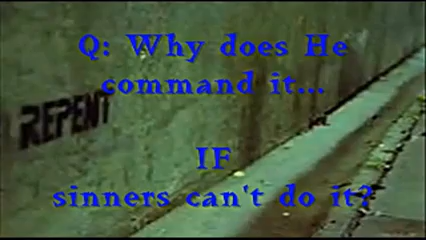 Q: Why does He
command it...
REPENT
IF
sinners can't do it?